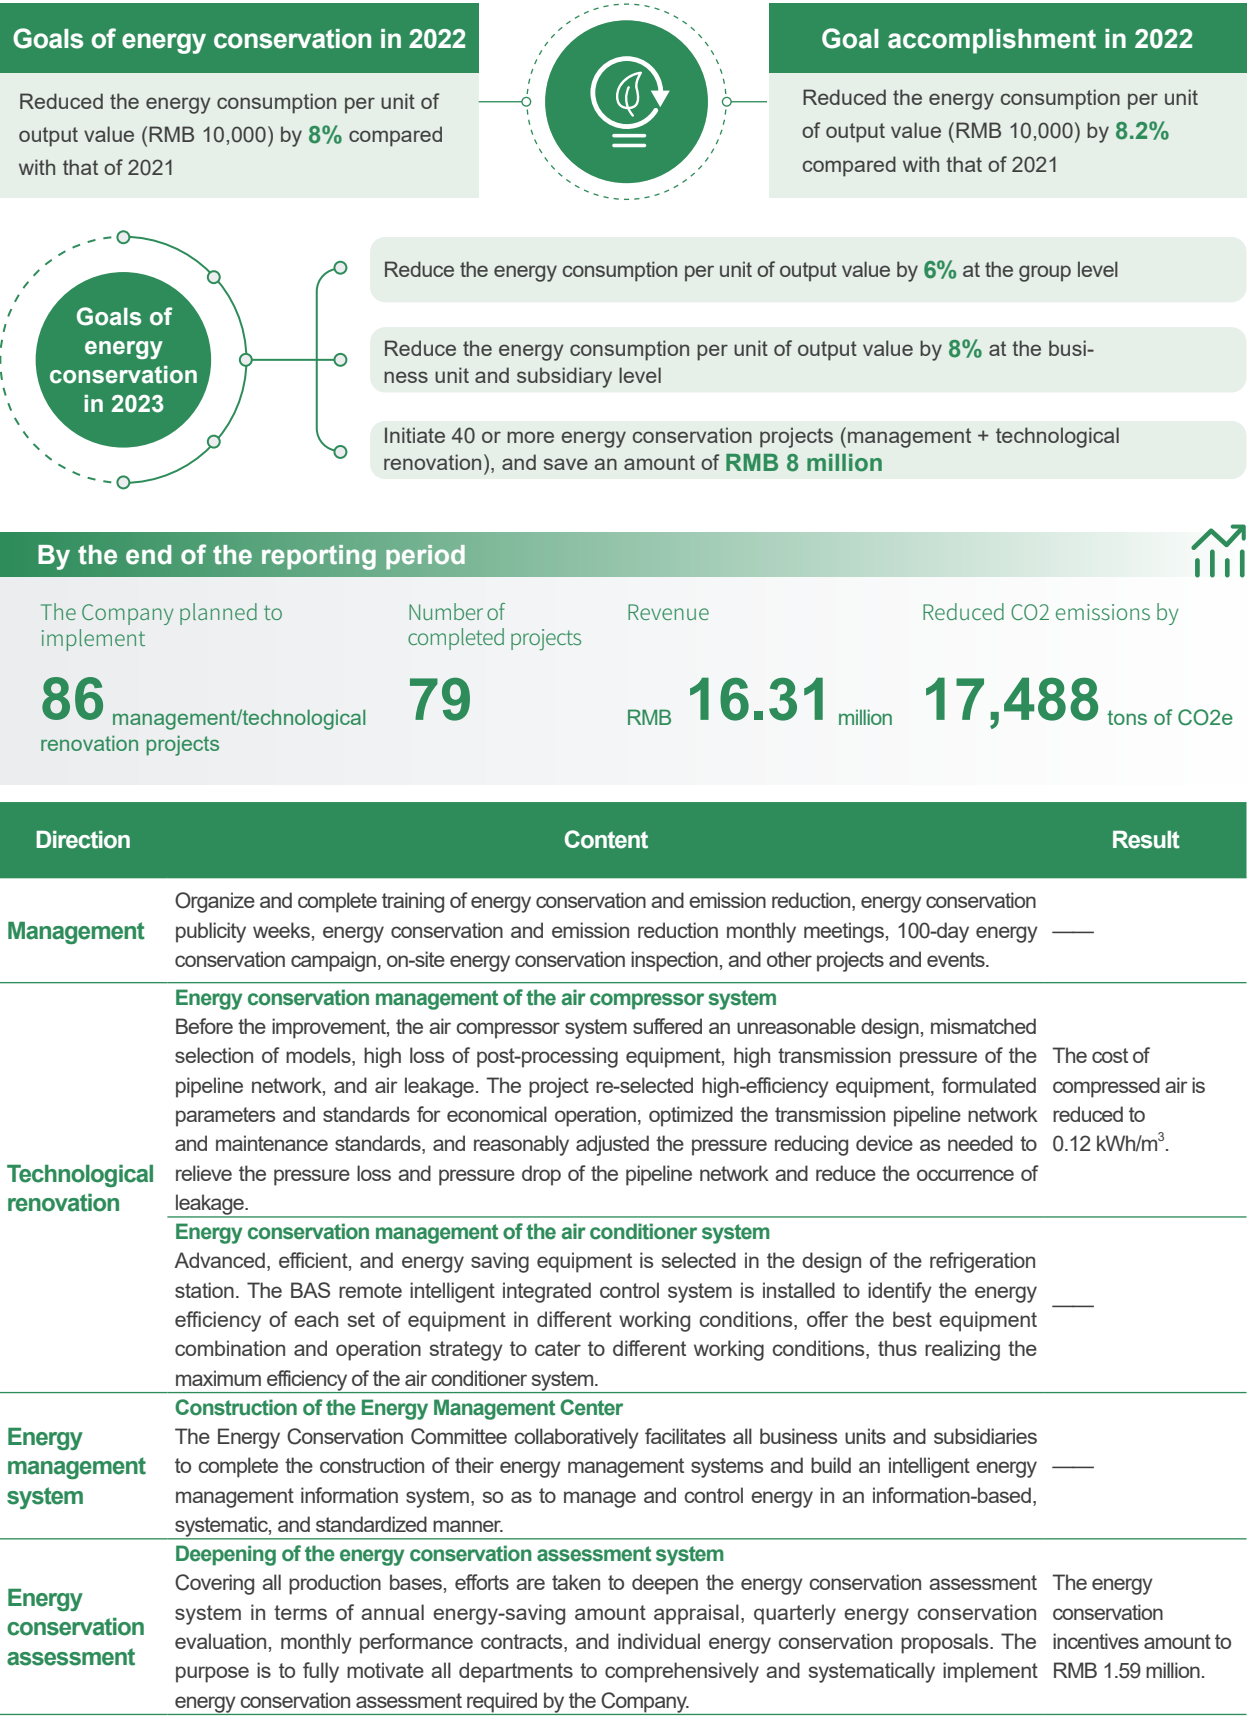 Goals of energy conservation in 2022
Reduced the energy consumption per unit of
output value (RMB 10,000) by 8% compared
with that of 2021
Goal accomplishment in 2022
Reduced the energy consumption per unit
of output value (RMB 10,000) by 8.2%
compared with that of 2021
Goals of
energy
conservation
in 2023
Reduce the energy consumption per unit of output value by 6% at the group level
Reduce the energy consumption per unit of output value by 8% at the busi-
ness unit and subsidiary level
Initiate 40 or more energy conservation projects (management + technological
renovation), and save an amount of RMB 8 million
By the end of the reporting period
The Company planned to
implement
86 management/technological
renovation projects
Number of
completed projects
79
Revenue
RMB 16.31 million
Reduced CO2 emissions by
17,488 tons of CO2e
Direction Content Result
Management
Organize and complete training of energy conservation and emission reduction, energy conservation
publicity weeks, energy conservation and emission reduction monthly meetings, 100-day energy
conservation campaign, on-site energy conservation inspection, and other projects and events.
——
Technological
renovation
Energy conservation management of the air compressor system
Before the improvement, the air compressor system suffered an unreasonable design, mismatched
selection of models, high loss of post-processing equipment, high transmission pressure of the
pipeline network, and air leakage. The project re-selected high-efficiency equipment, formulated
parameters and standards for economical operation, optimized the transmission pipeline network
and maintenance standards, and reasonably adjusted the pressure reducing device as needed to
relieve the pressure loss and pressure drop of the pipeline network and reduce the occurrence of
leakage.
The cost of
compressed air is
reduced to
0.12 kWh/m³.
Energy conservation management of the air conditioner system
Advanced, efficient, and energy saving equipment is selected in the design of the refrigeration
station. The BAS remote intelligent integrated control system is installed to identify the energy
efficiency of each set of equipment in different working conditions, offer the best equipment
combination and operation strategy to cater to different working conditions, thus realizing the
maximum efficiency of the air conditioner system.
——
Energy
management
system
Construction of the Energy Management Center
The Energy Conservation Committee collaboratively facilitates all business units and subsidiaries
to complete the construction of their energy management systems and build an intelligent energy
management information system, so as to manage and control energy in an information-based,
systematic, and standardized manner.
——
Energy
conservation
assessment
Deepening of the energy conservation assessment system
Covering all production bases, efforts are taken to deepen the energy conservation assessment
system in terms of annual energy-saving amount appraisal, quarterly energy conservation
evaluation, monthly performance contracts, and individual energy conservation proposals. The
purpose is to fully motivate all departments to comprehensively and systematically implement
energy conservation assessment required by the Company.
The energy
conservation
incentives amount to
RMB 1.59 million.